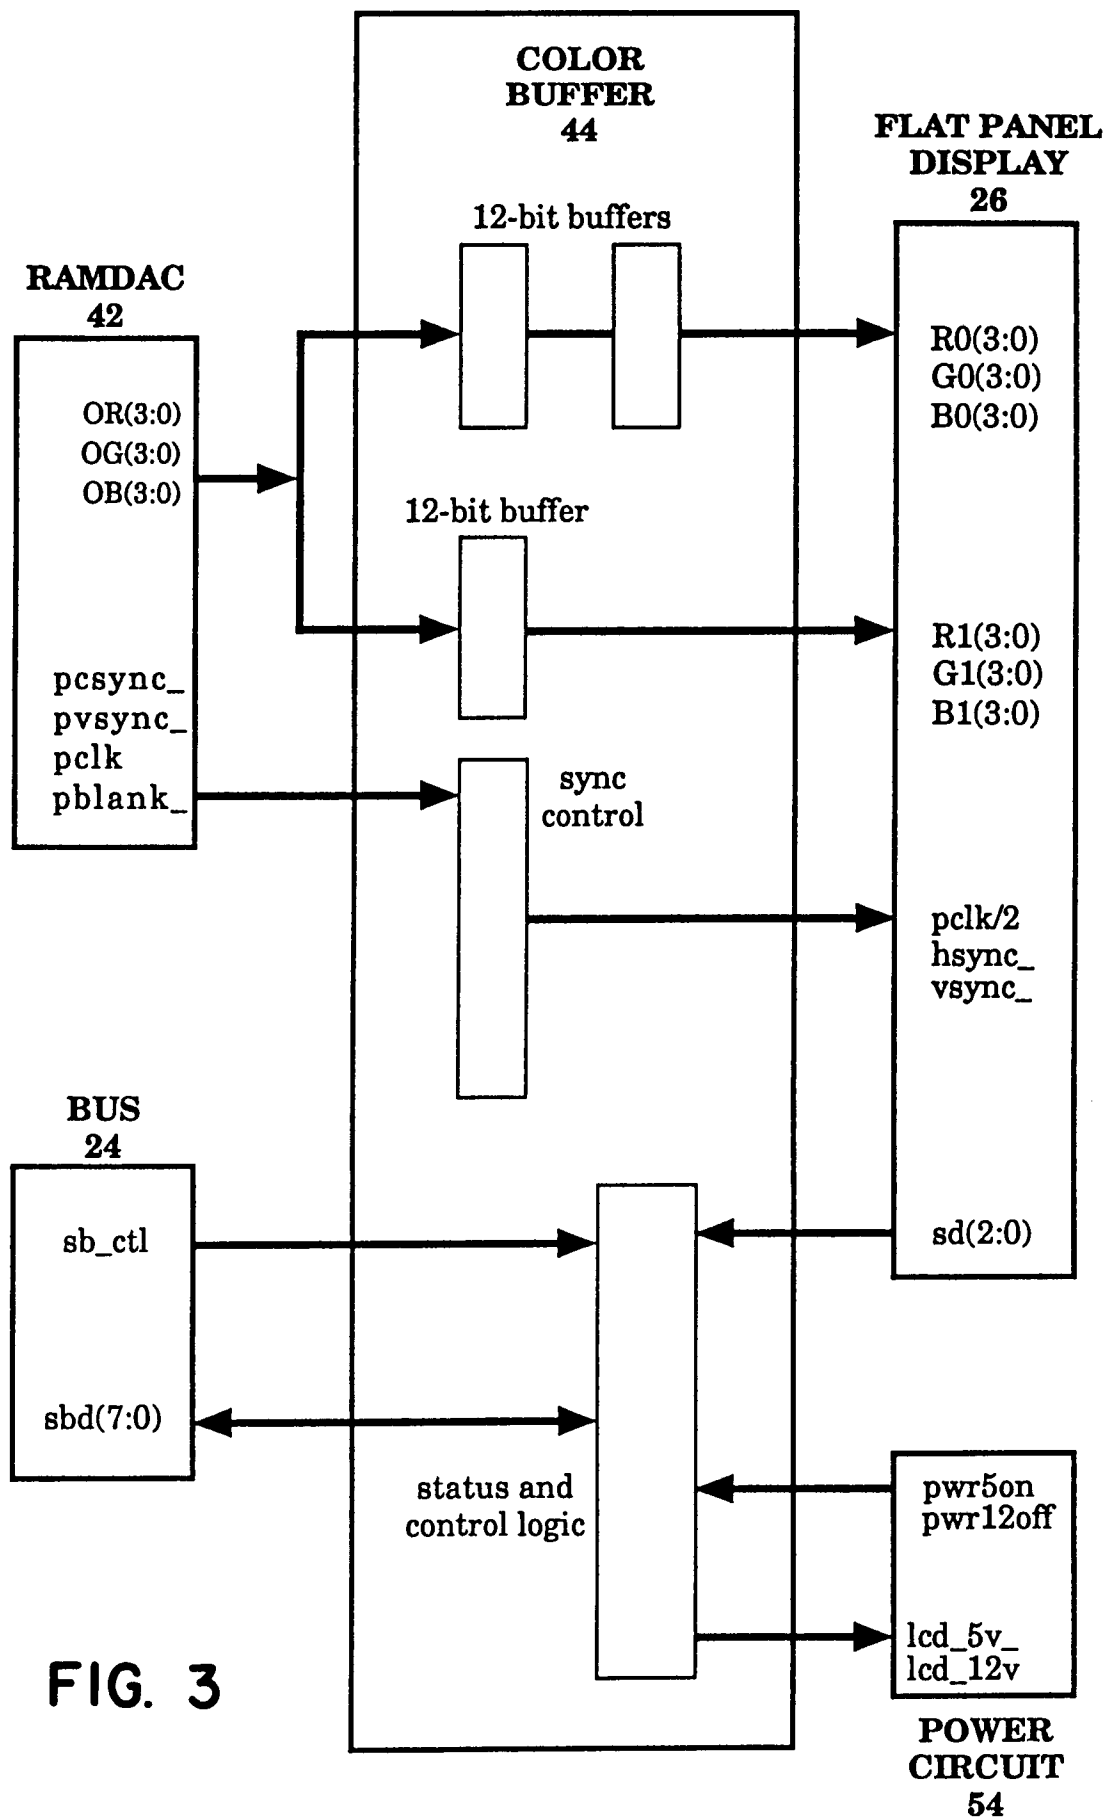 COLOR
BUFFER
44
FLAT PANEL
DISPLAY
26
12-bit buffers
RAMDAC
42
OR(3:0)
OG(3:0)
OB(3:0)
R0(3:0)
G0(3:0)
B0(3:0)
12-bit buffer
R1(3:0)
G1(3:0)
B1(3:0)
pcsync_
pvsync_
pclk
pblank_
sync
control
pclk/2
hsync_
vsync_
BUS
24
sb_ctl
sd(2:0)
sbd(7:0)
status and
control logic
pwr5on
pwr12off
lcd_5v_
lcd_12v
FIG. 3
POWER
CIRCUIT
54